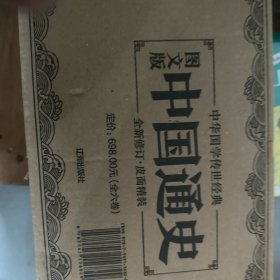 中华国学传世经典
图文版
中国通史
全新修订·皮面精装
定价：698.00元（全六卷）
辽海出版社